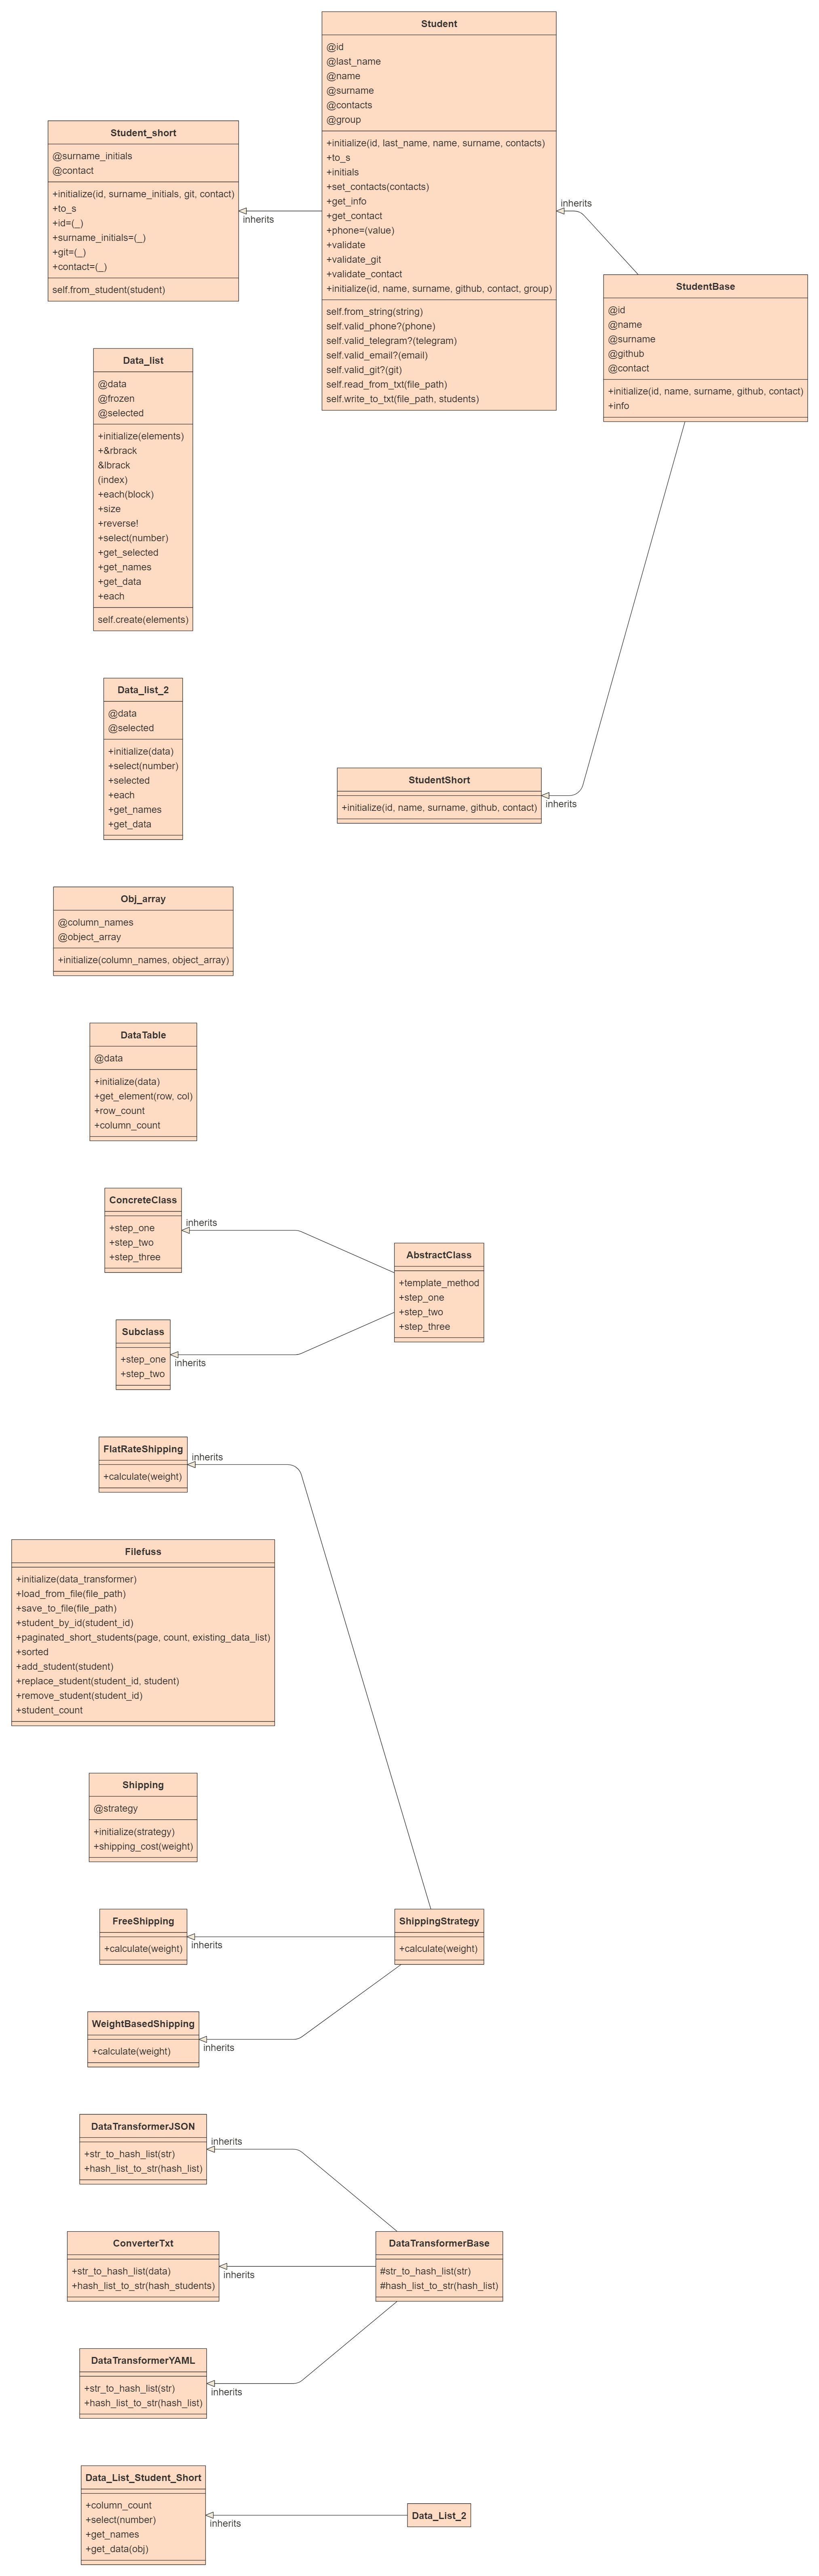 Student
@id
@last_name
@name
@surname
@contacts
@group
+initialize(id, last_name, name, surname, contacts)
+to_s
+initials
+set_contacts(contacts)
+get_info
+get_contact
+phone=(value)
+validate
+validate_git
+validate_contact
+initialize(id, name, surname, github, contact, group)
self.from_string(string)
self.valid_phone?(phone)
self.valid_telegram?(telegram)
self.valid_email?(email)
self.valid_git?(git)
self.read_from_txt(file_path)
self.write_to_txt(file_path, students)
Student_short
@surname_initials
@contact
+initialize(id, surname_initials, git, contact)
+to_s
+id=(_)
+surname_initials=(_)
+git=(_)
+contact=(_)
self.from_student(student)
inherits
inherits
StudentBase
@id
@name
@surname
@github
@contact
+initialize(id, name, surname, github, contact)
+info
Data_list
@data
@frozen
@selected
+initialize(elements)
+&rbrack
&lbrack
(index)
+each(block)
+size
+reverse!
+select(number)
+get_selected
+get_names
+get_data
+each
self.create(elements)
Data_list_2
@data
@selected
+initialize(data)
+select(number)
+selected
+each
+get_names
+get_data
StudentShort
+initialize(id, name, surname, github, contact)
inherits
Obj_array
@column_names
@object_array
+initialize(column_names, object_array)
DataTable
@data
+initialize(data)
+get_element(row, col)
+row_count
+column_count
ConcreteClass
+step_one
+step_two
+step_three
inherits
AbstractClass
+template_method
+step_one
+step_two
+step_three
Subclass
+step_one
+step_two
inherits
FlatRateShipping
+calculate(weight)
inherits
Filefuss
+initialize(data_transformer)
+load_from_file(file_path)
+save_to_file(file_path)
+student_by_id(student_id)
+paginated_short_students(page, count, existing_data_list)
+sorted
+add_student(student)
+replace_student(student_id, student)
+remove_student(student_id)
+student_count
Shipping
@strategy
+initialize(strategy)
+shipping_cost(weight)
FreeShipping
+calculate(weight)
inherits
ShippingStrategy
+calculate(weight)
WeightBasedShipping
+calculate(weight)
inherits
DataTransformerJSON
+str_to_hash_list(str)
+hash_list_to_str(hash_list)
inherits
ConverterTxt
+str_to_hash_list(data)
+hash_list_to_str(hash_students)
inherits
DataTransformerBase
#str_to_hash_list(str)
#hash_list_to_str(hash_list)
DataTransformerYAML
+str_to_hash_list(str)
+hash_list_to_str(hash_list)
inherits
Data_List_Student_Short
+column_count
+select(number)
+get_names
+get_data(obj)
inherits
Data_List_2